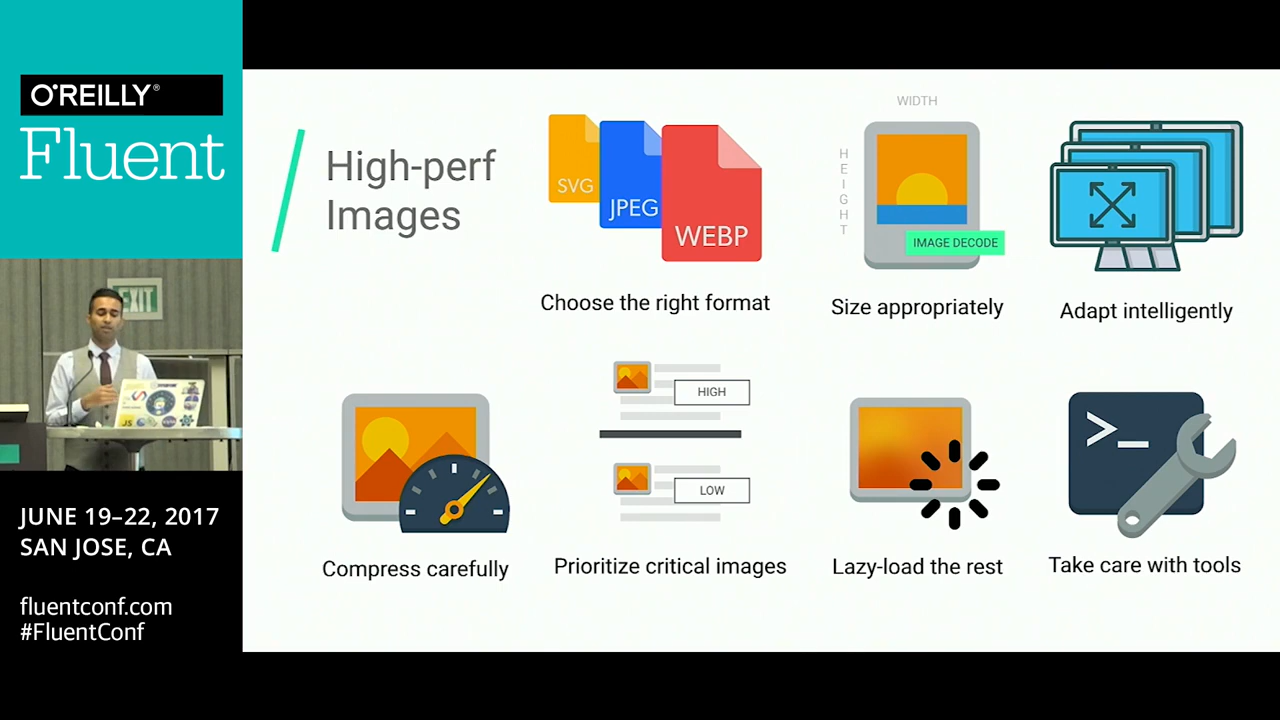 O'REILLY®
Fluent
EXIT
JS
JUNE 19–22, 2017
SAN JOSE, CA
fluentconf.com
#FluentConf
High-perf
Images
SVG
JPEG
WEBP
Choose the right format
WIDTH
HEIGHT
IMAGE DECODE
Size appropriately
Adapt intelligently
Compress carefully
HIGH
LOW
Prioritize critical images
Lazy-load the rest
>_
Take care with tools